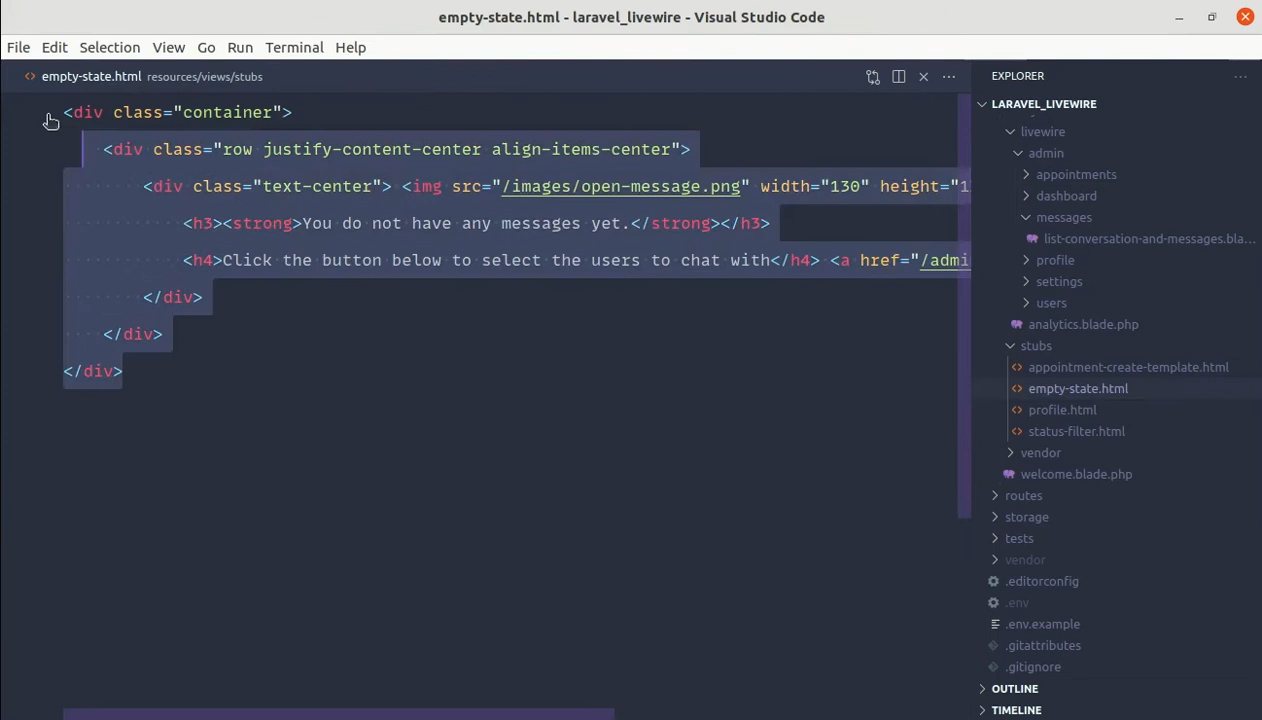 empty-state.html - laravel_livewire - Visual Studio Code
File Edit Selection View Go Run Terminal Help
empty-state.html resources/views/stubs
<div class="container">
<div class="row justify-content-center align-items-center">
<div class="text-center"> <img src="/images/open-message.png" width="130" height="1
<h3><strong>You do not have any messages yet.</strong></h3>
<h4>Click the button below to select the users to chat with</h4> <a href="/admi
</div>
</div>
</div>
EXPLORER
LARAVEL_LIVEWIRE
livewire
admin
appointments
dashboard
messages
list-conversation-and-messages.bla...
profile
settings
users
analytics.blade.php
stubs
appointment-create-template.html
empty-state.html
profile.html
status-filter.html
vendor
welcome.blade.php
routes
storage
tests
vendor
.editorconfig
.env
.env.example
.gitattributes
.gitignore
OUTLINE
TIMELINE